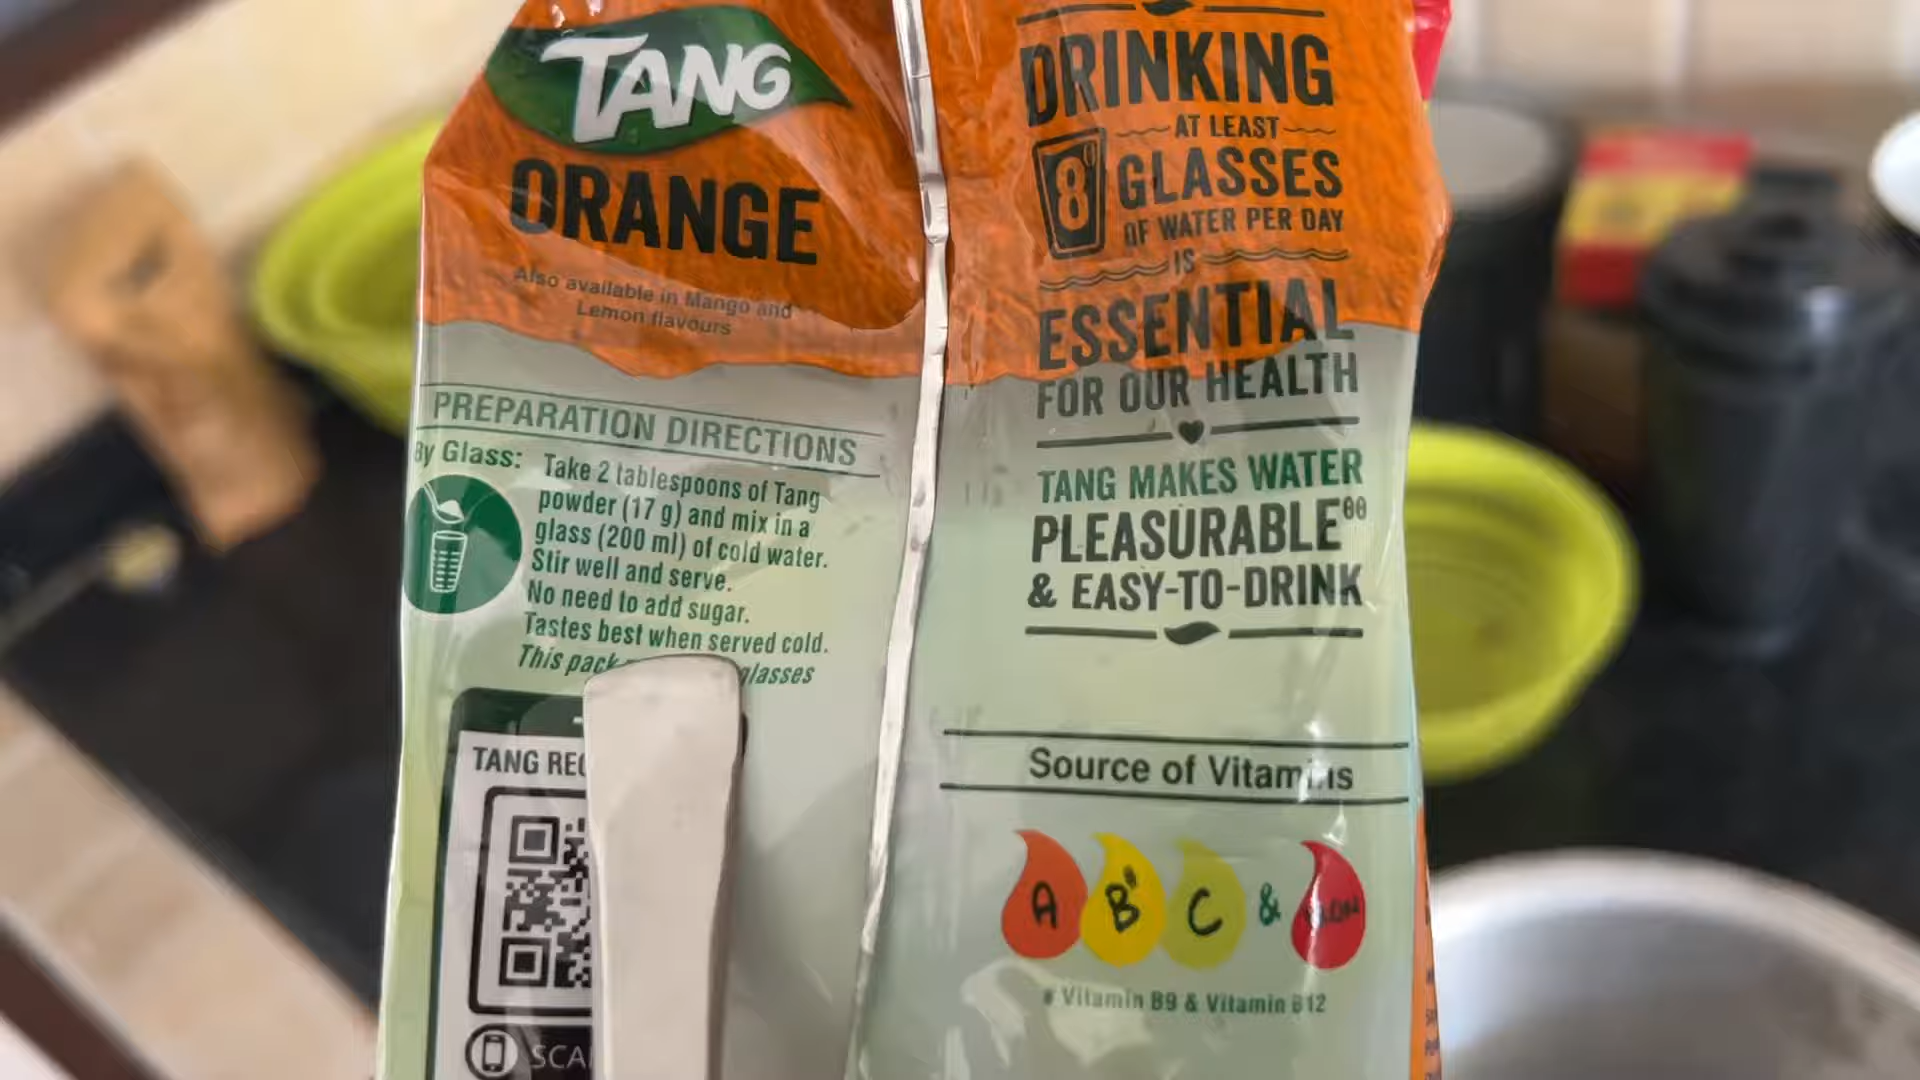 TANG
ORANGE
Also available in Mango and
Lemon flavours
PREPARATION DIRECTIONS
By Glass:
Take 2 tablespoons of Tang
powder (17 g) and mix in a
glass (200 ml) of cold water.
Stir well and serve.
No need to add sugar.
Tastes best when served cold.
This pack glasses
TANG
DRINKING
AT LEAST
8 GLASSES
OF WATER PER DAY
IS
ESSENTIAL
FOR OUR HEALTH
TANG MAKES WATER
PLEASURABLE@@
& EASY-TO-DRINK
Source of Vitamins
A B# C & IRON
# Vitamin B9 & Vitamin B12